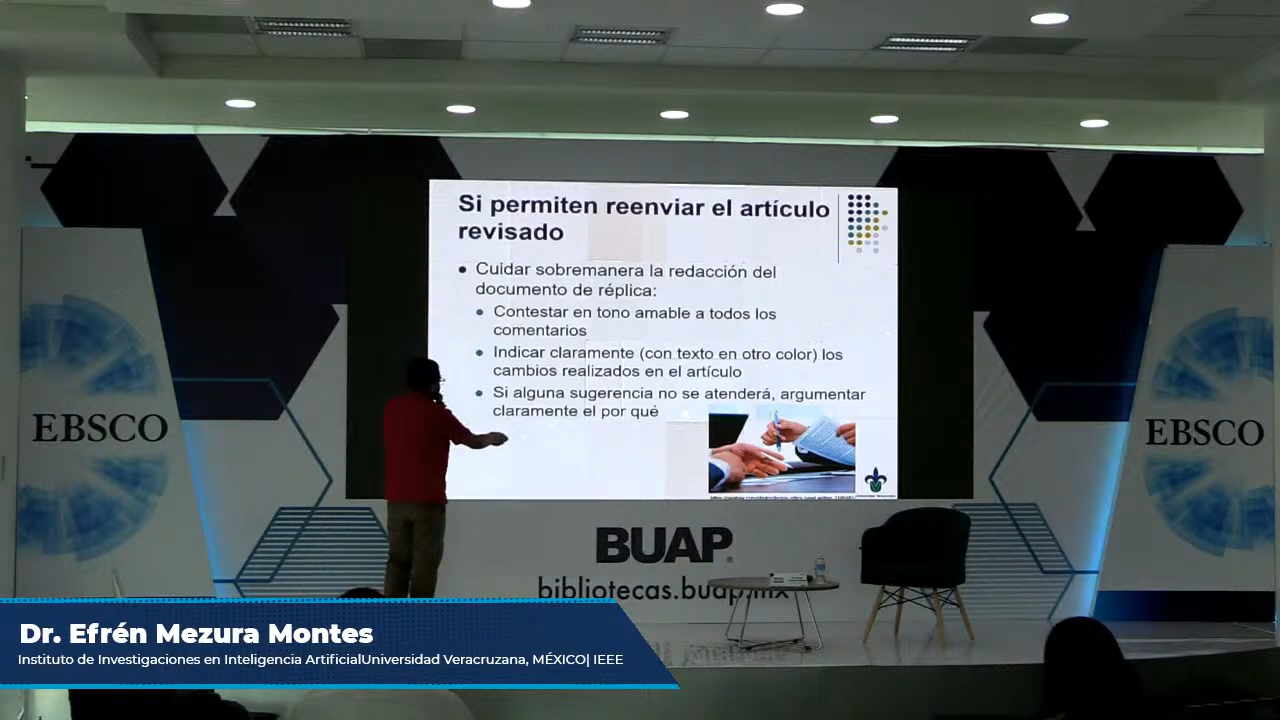 Si permiten reenviar el artículo
revisado
Cuidar sobremanera la redacción del
documento de réplica:
Contestar en tono amable a todos los
comentarios
Indicar claramente (con texto en otro color) los
cambios realizados en el artículo
Si alguna sugerencia no se atenderá, argumentar
claramente el por qué
EBSCO
EBSCO
BUAP
bibliotecas.buap.mx
Dr. Efrén Mezura Montes
Instituto de Investigaciones en Inteligencia ArtificialUniversidad Veracruzana, MÉXICO| IEEE